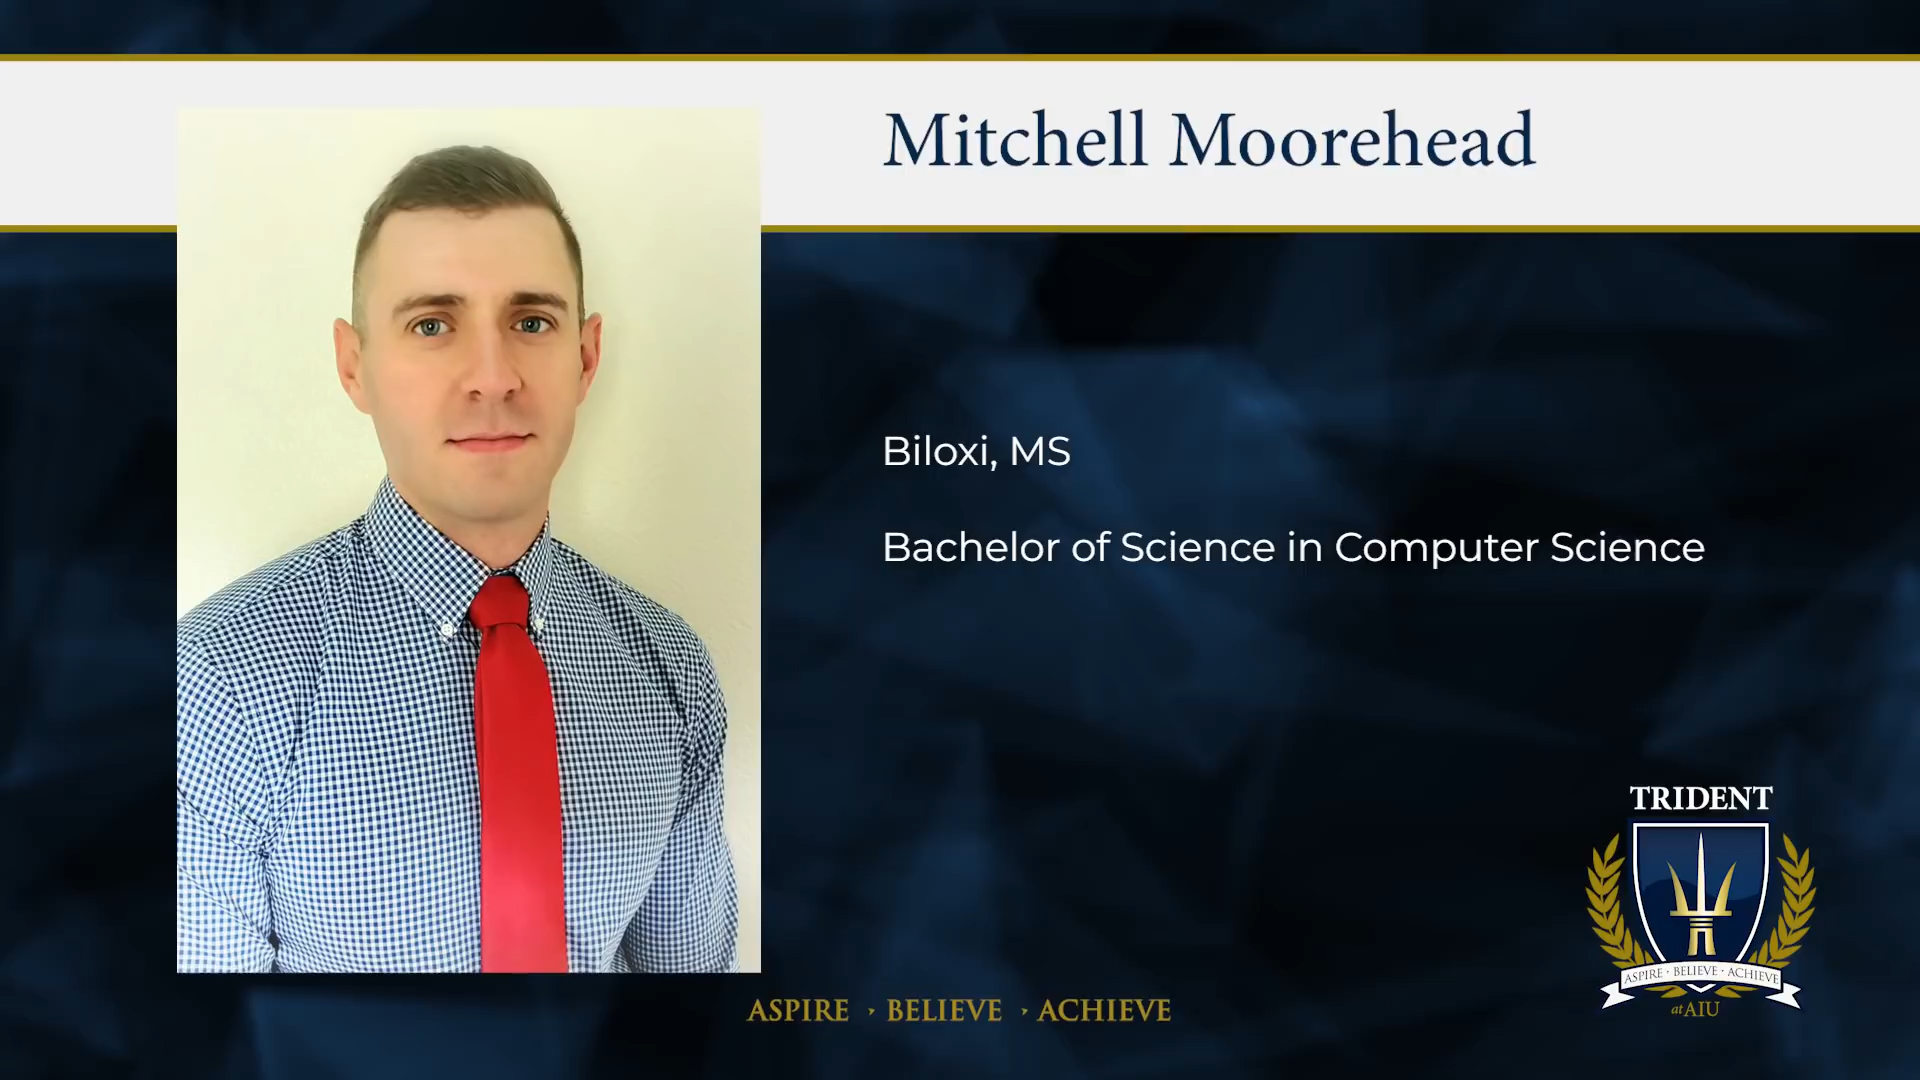 Mitchell Moorehead
Biloxi, MS
Bachelor of Science in Computer Science
TRIDENT
ASPIRE · BELIEVE · ACHIEVE
at AIU
ASPIRE · BELIEVE · ACHIEVE